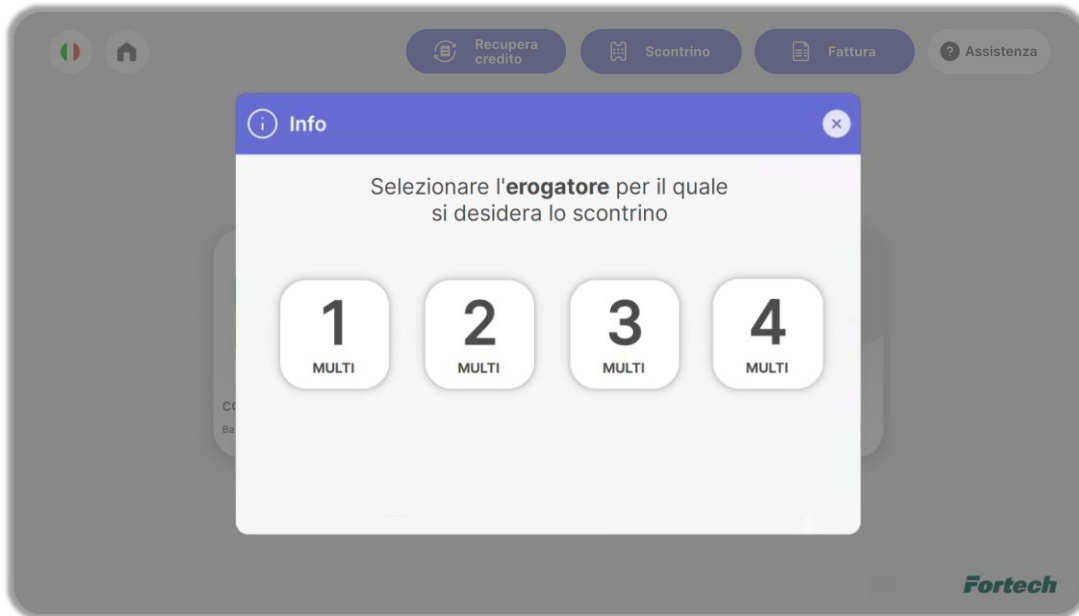 Recupera
credito
Scontrino
Fattura
? Assistenza
Info
Selezionare l'erogatore per il quale
si desidera lo scontrino
1
MULTI
2
MULTI
3
MULTI
4
MULTI
Fortech